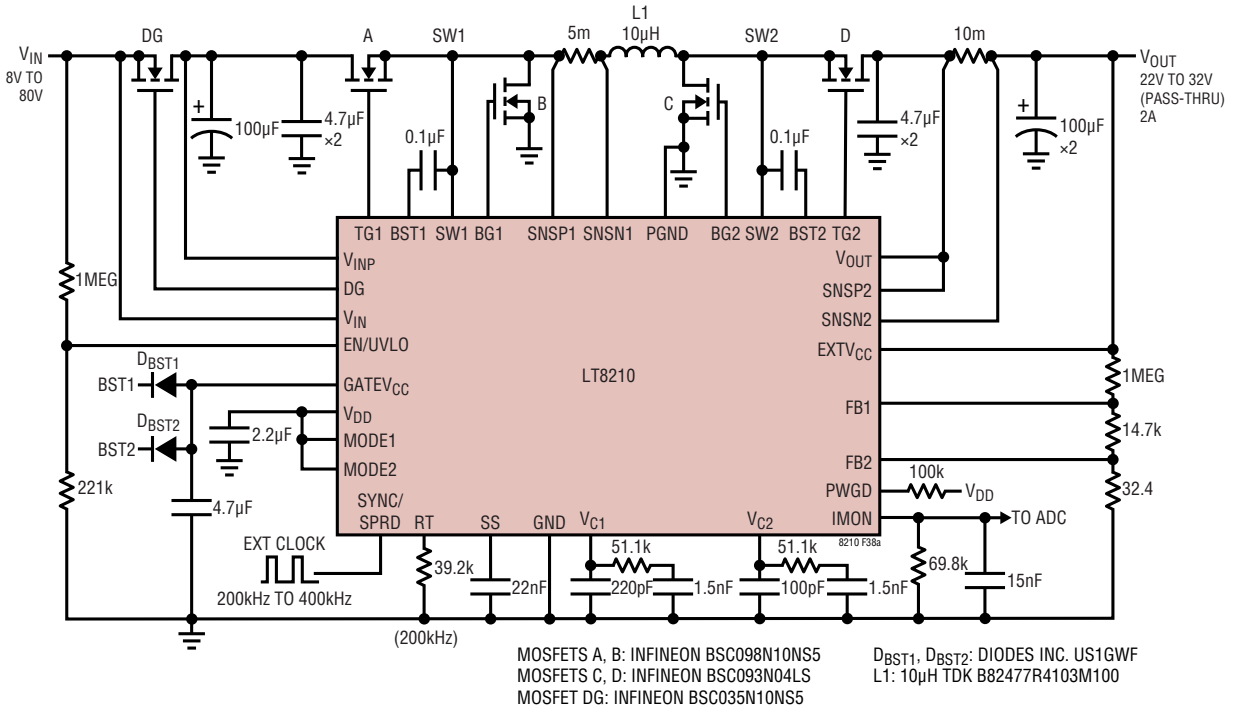 L1
10µH
DG
A
SW1
5m
SW2
D
10m
VIN
8V TO
80V
VOUT
22V TO 32V
(PASS-THRU)
2A
B
C
+
100µF
4.7µF
×2
0.1µF
0.1µF
4.7µF
×2
+
100µF
×2
TG1 BST1 SW1 BG1 SNSP1 SNSN1 PGND BG2 SW2 BST2 TG2
VINP
DG
VIN
EN/UVLO
GATEVCC
VDD
MODE1
MODE2
SYNC/
SPRD
RT
SS
GND
VC1
VC2
LT8210
VOUT
SNSP2
SNSN2
EXTVCC
FB1
FB2
PWGD
IMON
8210 F38a
1MEG
DBST1
BST1
DBST2
BST2
2.2µF
221k
4.7µF
1MEG
14.7k
32.4
100k
VDD
TO ADC
EXT CLOCK
200kHz TO 400kHz
39.2k
22nF
51.1k
220pF
1.5nF
51.1k
100pF
1.5nF
69.8k
15nF
(200kHz)
MOSFETS A, B: INFINEON BSC098N10NS5
MOSFETS C, D: INFINEON BSC093N04LS
MOSFET DG: INFINEON BSC035N10NS5
DBST1, DBST2: DIODES INC. US1GWF
L1: 10µH TDK B82477R4103M100